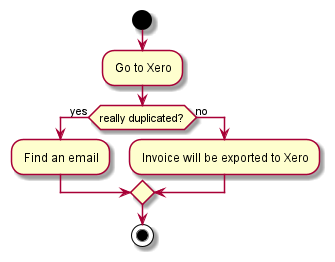 Go to Xero
yes
really duplicated?
no
Find an email
Invoice will be exported to Xero